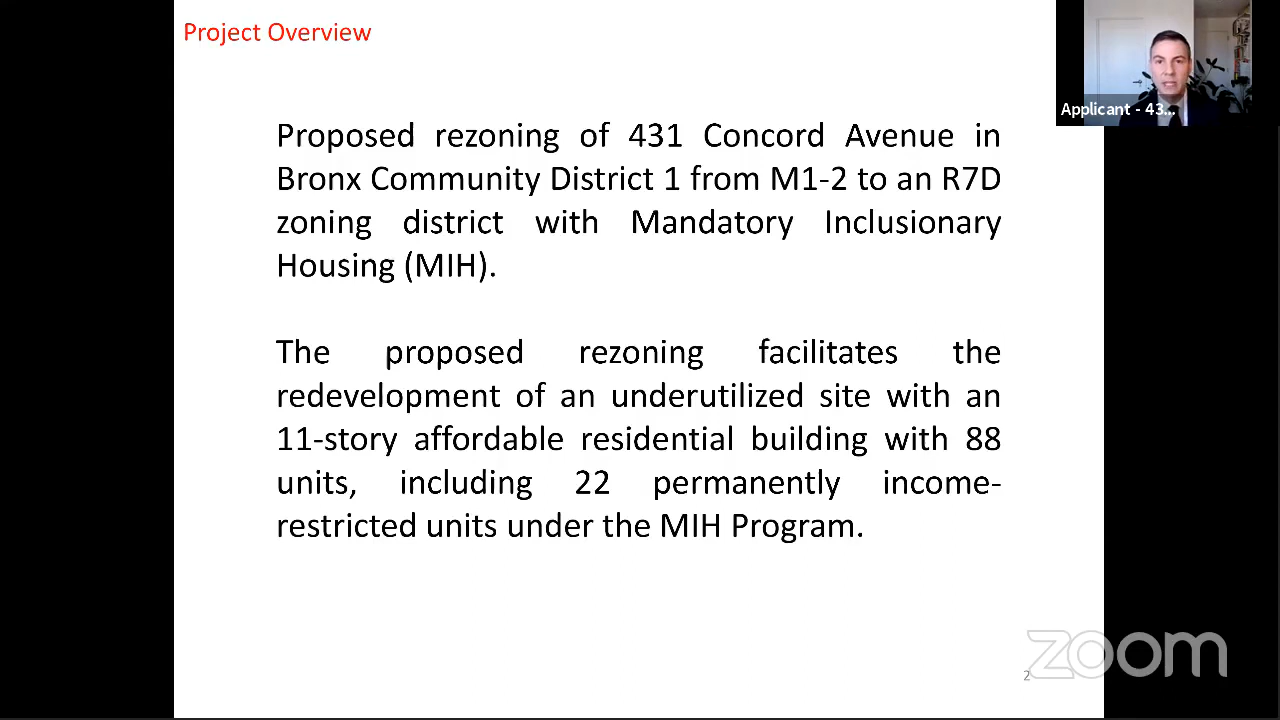 Project Overview
Applicant - 43...
Proposed rezoning of 431 Concord Avenue in
Bronx Community District 1 from M1-2 to an R7D
zoning district with Mandatory Inclusionary
Housing (MIH).
The proposed rezoning facilitates the
redevelopment of an underutilized site with an
11-story affordable residential building with 88
units, including 22 permanently income-
restricted units under the MIH Program.
zoom
2